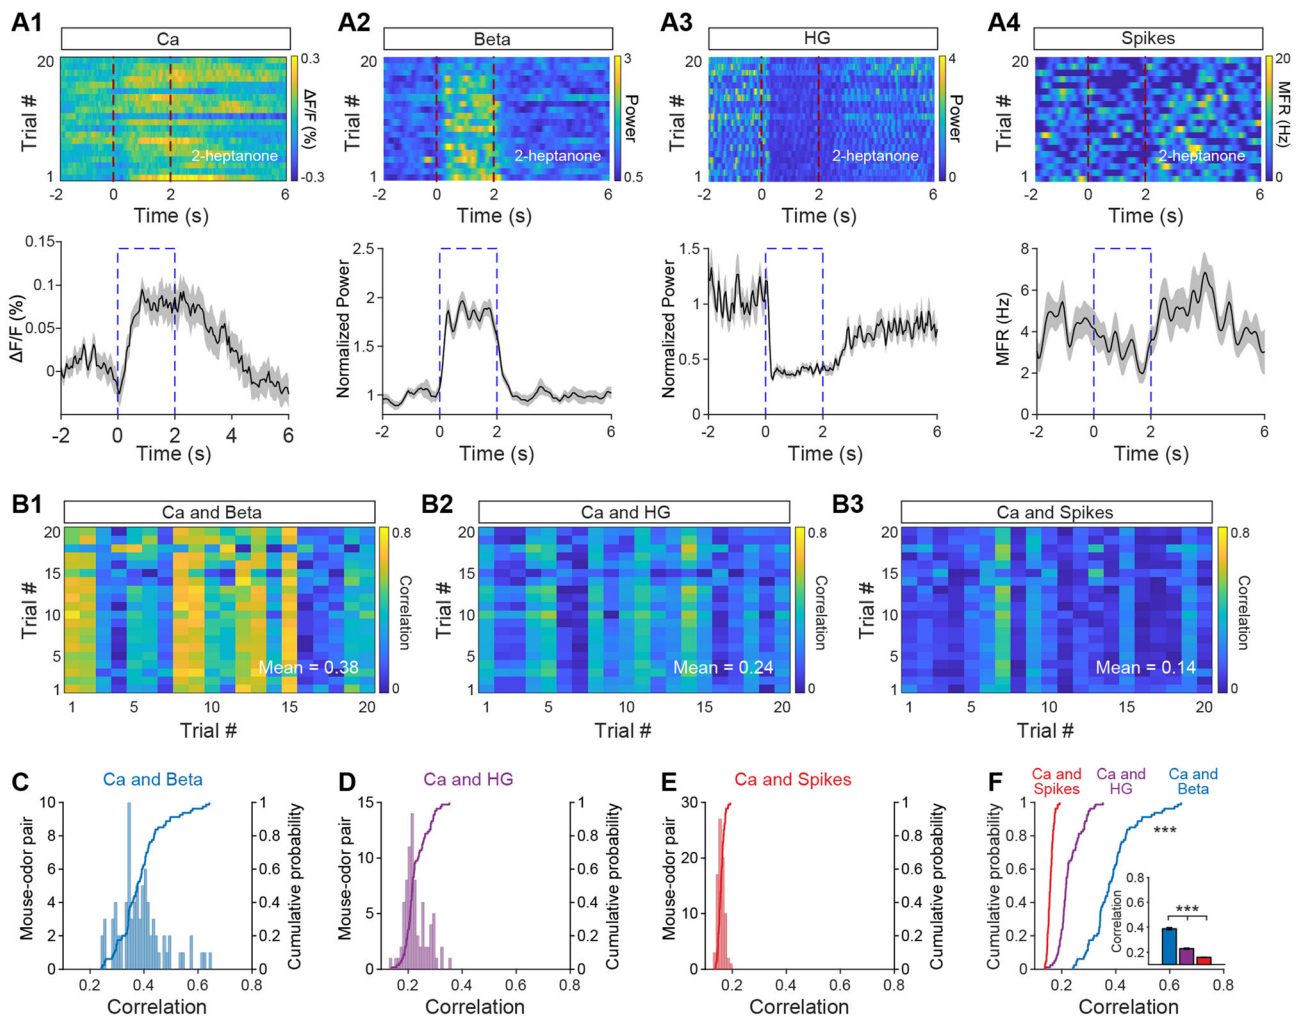 A1
Ca
20
Trial #
1
2-heptanone
0.3
ΔF/F (%)
-0.3
-2 0 2 6
Time (s)
0.15
0.1
0.05
0
ΔF/F (%)
-2 0 2 4 6
Time (s)
A2
Beta
20
Trial #
1
2-heptanone
3
Power
0.5
-2 0 2 6
Time (s)
2.5
2
1.5
1
Normalized Power
-2 0 2 6
Time (s)
A3
HG
20
Trial #
1
2-heptanone
4
Power
0
-2 0 2 6
Time (s)
1.5
1
0.5
0
Normalized Power
-2 0 2 6
Time (s)
A4
Spikes
20
Trial #
1
2-heptanone
20
MFR (Hz)
0
-2 0 2 6
Time (s)
8
6
4
2
0
MFR (Hz)
-2 0 2 6
Time (s)
B1
Ca and Beta
20
15
10
5
1
Trial #
Mean = 0.38
0.8
Correlation
0
1 5 10 15 20
Trial #
B2
Ca and HG
20
15
10
5
1
Trial #
Mean = 0.24
0.8
Correlation
0
1 5 10 15 20
Trial #
B3
Ca and Spikes
20
15
10
5
1
Trial #
Mean = 0.14
0.8
Correlation
0
1 5 10 15 20
Trial #
C
Ca and Beta
10
8
6
4
2
0
Mouse-odor pair
1
0.8
0.6
0.4
0.2
0
Cumulative probability
0.2 0.4 0.6 0.8
Correlation
D
Ca and HG
15
10
5
0
Mouse-odor pair
1
0.8
0.6
0.4
0.2
0
Cumulative probability
0.2 0.4 0.6 0.8
Correlation
E
Ca and Spikes
30
20
10
0
Mouse-odor pair
1
0.8
0.6
0.4
0.2
0
Cumulative probability
0.2 0.4 0.6 0.8
Correlation
F
Ca and
Spikes
Ca and
HG
Ca and
Beta
1
0.8
0.6
0.4
0.2
0
Cumulative probability
***
0.8
0.6
0.4
0.2
Correlation
***
0.2 0.4 0.6 0.8
Correlation